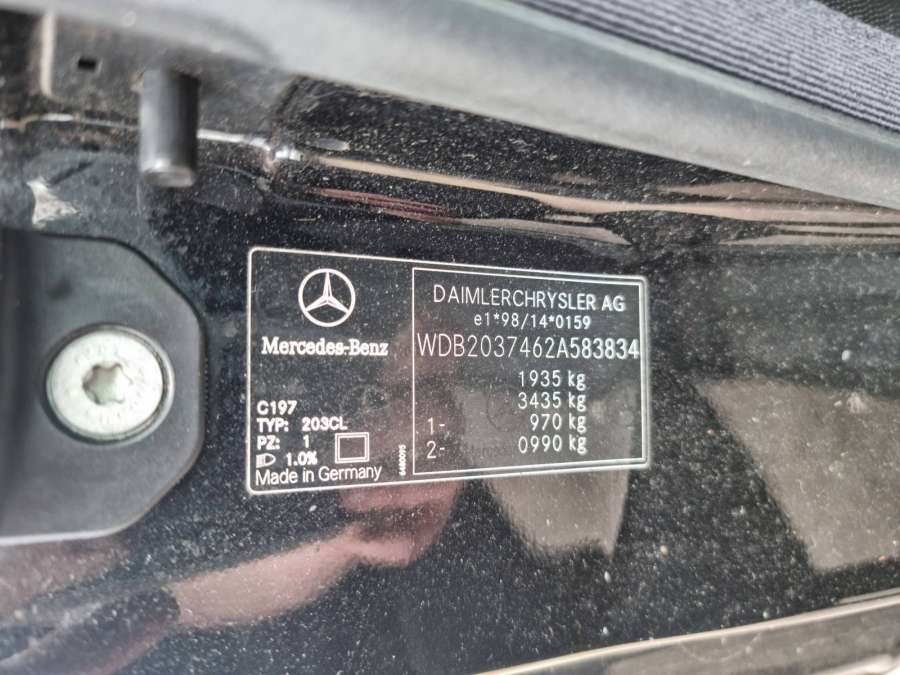 Mercedes-Benz
C197
TYP: 203CL
PZ: 1
1.0%
Made in Germany
6480095
DAIMLERCHRYSLER AG
e1*98/14*0159
WDB2037462A583834
1935 kg
3435 kg
1- 970 kg
2- 0990 kg